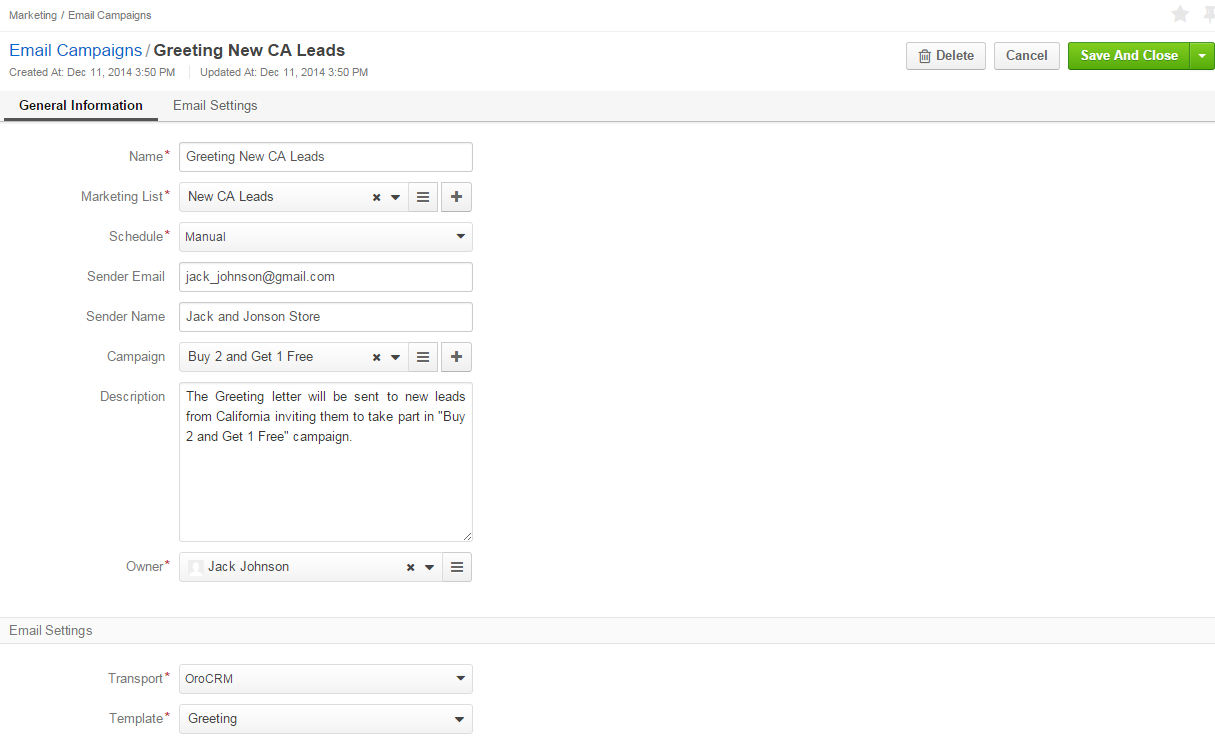 Marketing / Email Campaigns
Email Campaigns / Greeting New CA Leads
Delete
Cancel
Save And Close
Created At: Dec 11, 2014 3:50 PM
Updated At: Dec 11, 2014 3:50 PM
General Information
Email Settings
Name* Greeting New CA Leads
Marketing List* New CA Leads
Schedule* Manual
Sender Email jack_johnson@gmail.com
Sender Name Jack and Jonson Store
Campaign Buy 2 and Get 1 Free
Description The Greeting letter will be sent to new leads
from California inviting them to take part in "Buy
2 and Get 1 Free" campaign.
Owner* Jack Johnson
Email Settings
Transport* OroCRM
Template* Greeting